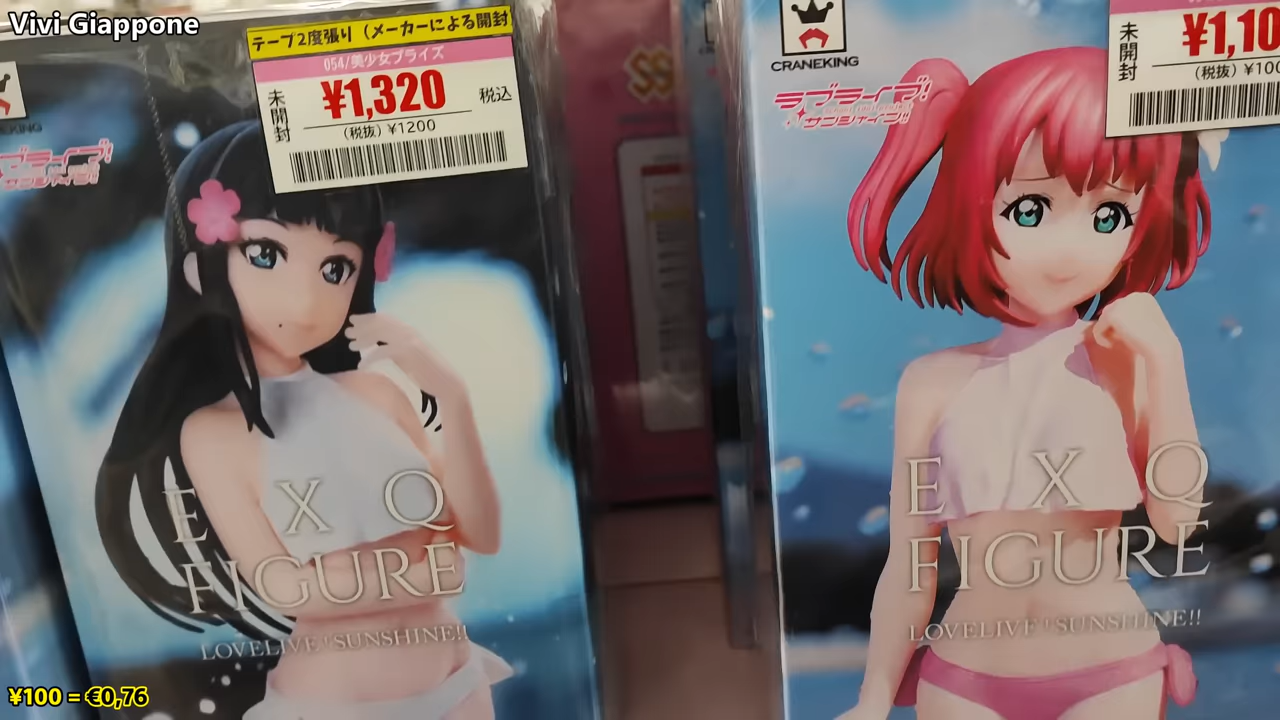 Vivi Giappone
テープ2度張り（メーカーによる開封
054/美少女プライズ
未開封
¥1,320
税込
(税抜) ¥1200
ラブライブ!
サンシャイン!!
E X Q
FIGURE
LOVELIVE!SUNSHINE!!
CRANEKING
ラブライブ!
サンシャイン!!
未開封
¥1,10
(税抜) ¥100
E X Q
FIGURE
LOVELIVE!SUNSHINE!!
¥100 = €0,76